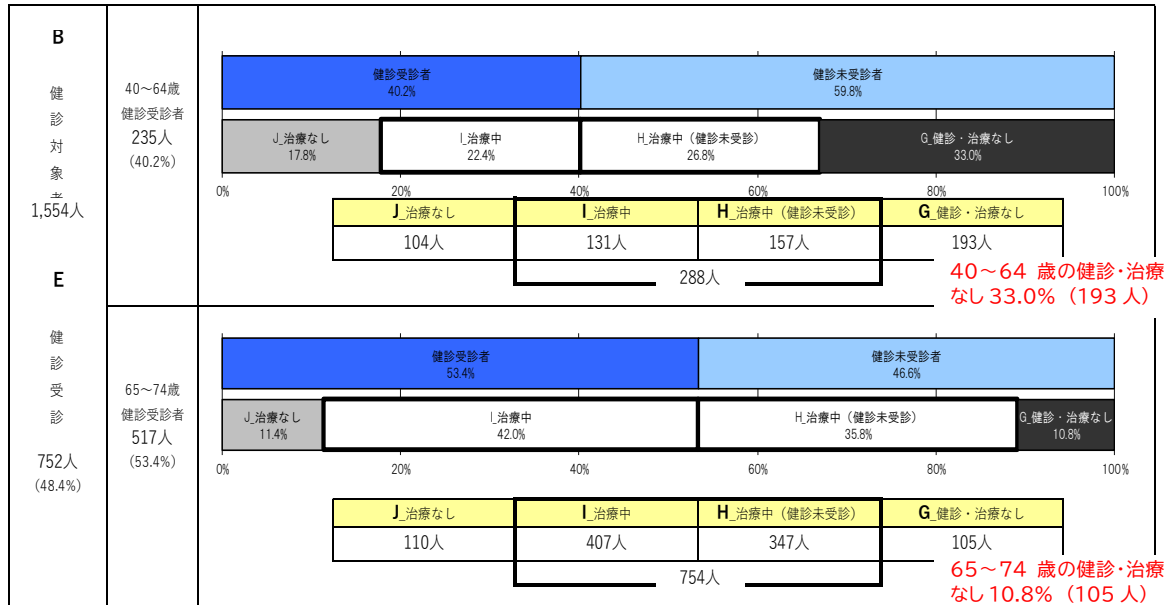 B
健
診
対
象
者
1,554人
E
健
診
受
診
752人
(48.4%)
40～64歳
健診受診者
235人
(40.2%)
健診受診者
40.2%
健診未受診者
59.8%
J_治療なし
17.8%
I_治療中
22.4%
H_治療中（健診未受診）
26.8%
G_健診・治療なし
33.0%
0% 20% 40% 60% 80% 100%
J_治療なし I_治療中 H_治療中（健診未受診） G_健診・治療なし
104人 131人 157人 193人
288人
40～64 歳の健診・治療
なし 33.0% （193 人）
65～74歳
健診受診者
517人
(53.4%)
健診受診者
53.4%
健診未受診者
46.6%
J_治療なし
11.4%
I_治療中
42.0%
H_治療中（健診未受診）
35.8%
G_健診・治療なし
10.8%
0% 20% 40% 60% 80% 100%
J_治療なし I_治療中 H_治療中（健診未受診） G_健診・治療なし
110人 407人 347人 105人
754人
65～74 歳の健診・治療
なし 10.8% （105 人）